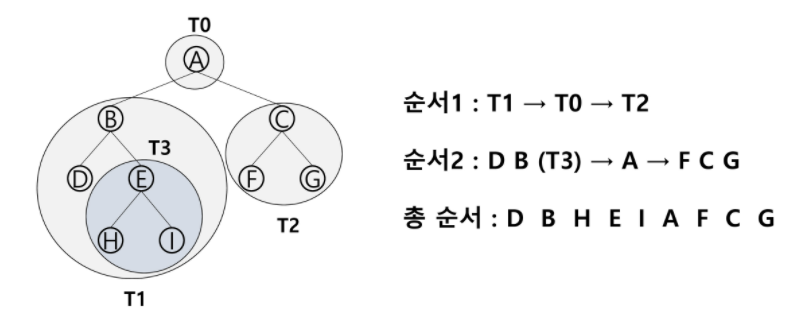 T0
A
B
C
T3
D
E
F
G
T2
H
I
T1
순서1 : T1 → T0 → T2
순서2 : D B (T3) → A → F C G
총 순서 : D B H E I A F C G